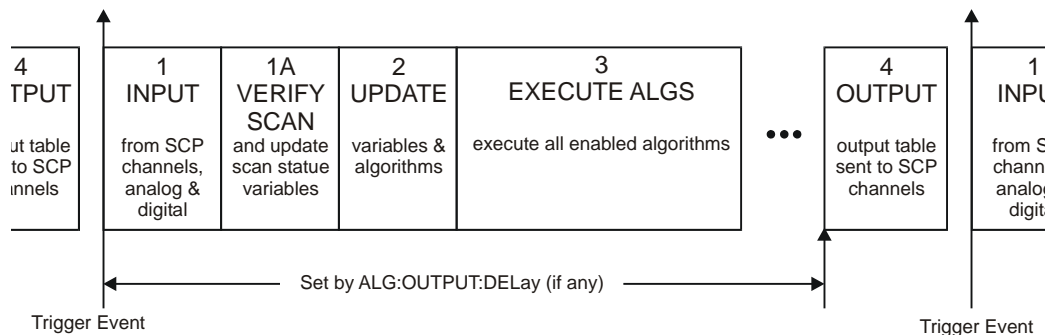 4
TPUT
ut table
to SCP
annels
1
INPUT
from SCP
channels,
analog &
digital
1A
VERIFY
SCAN
and update
scan statue
variables
2
UPDATE
variables &
algorithms
3
EXECUTE ALGS
execute all enabled algorithms
•••
4
OUTPUT
output table
sent to SCP
channels
1
INPU
from S
chann
analog
digita
Set by ALG:OUTPUT:DELay (if any)
Trigger Event
Trigger Event